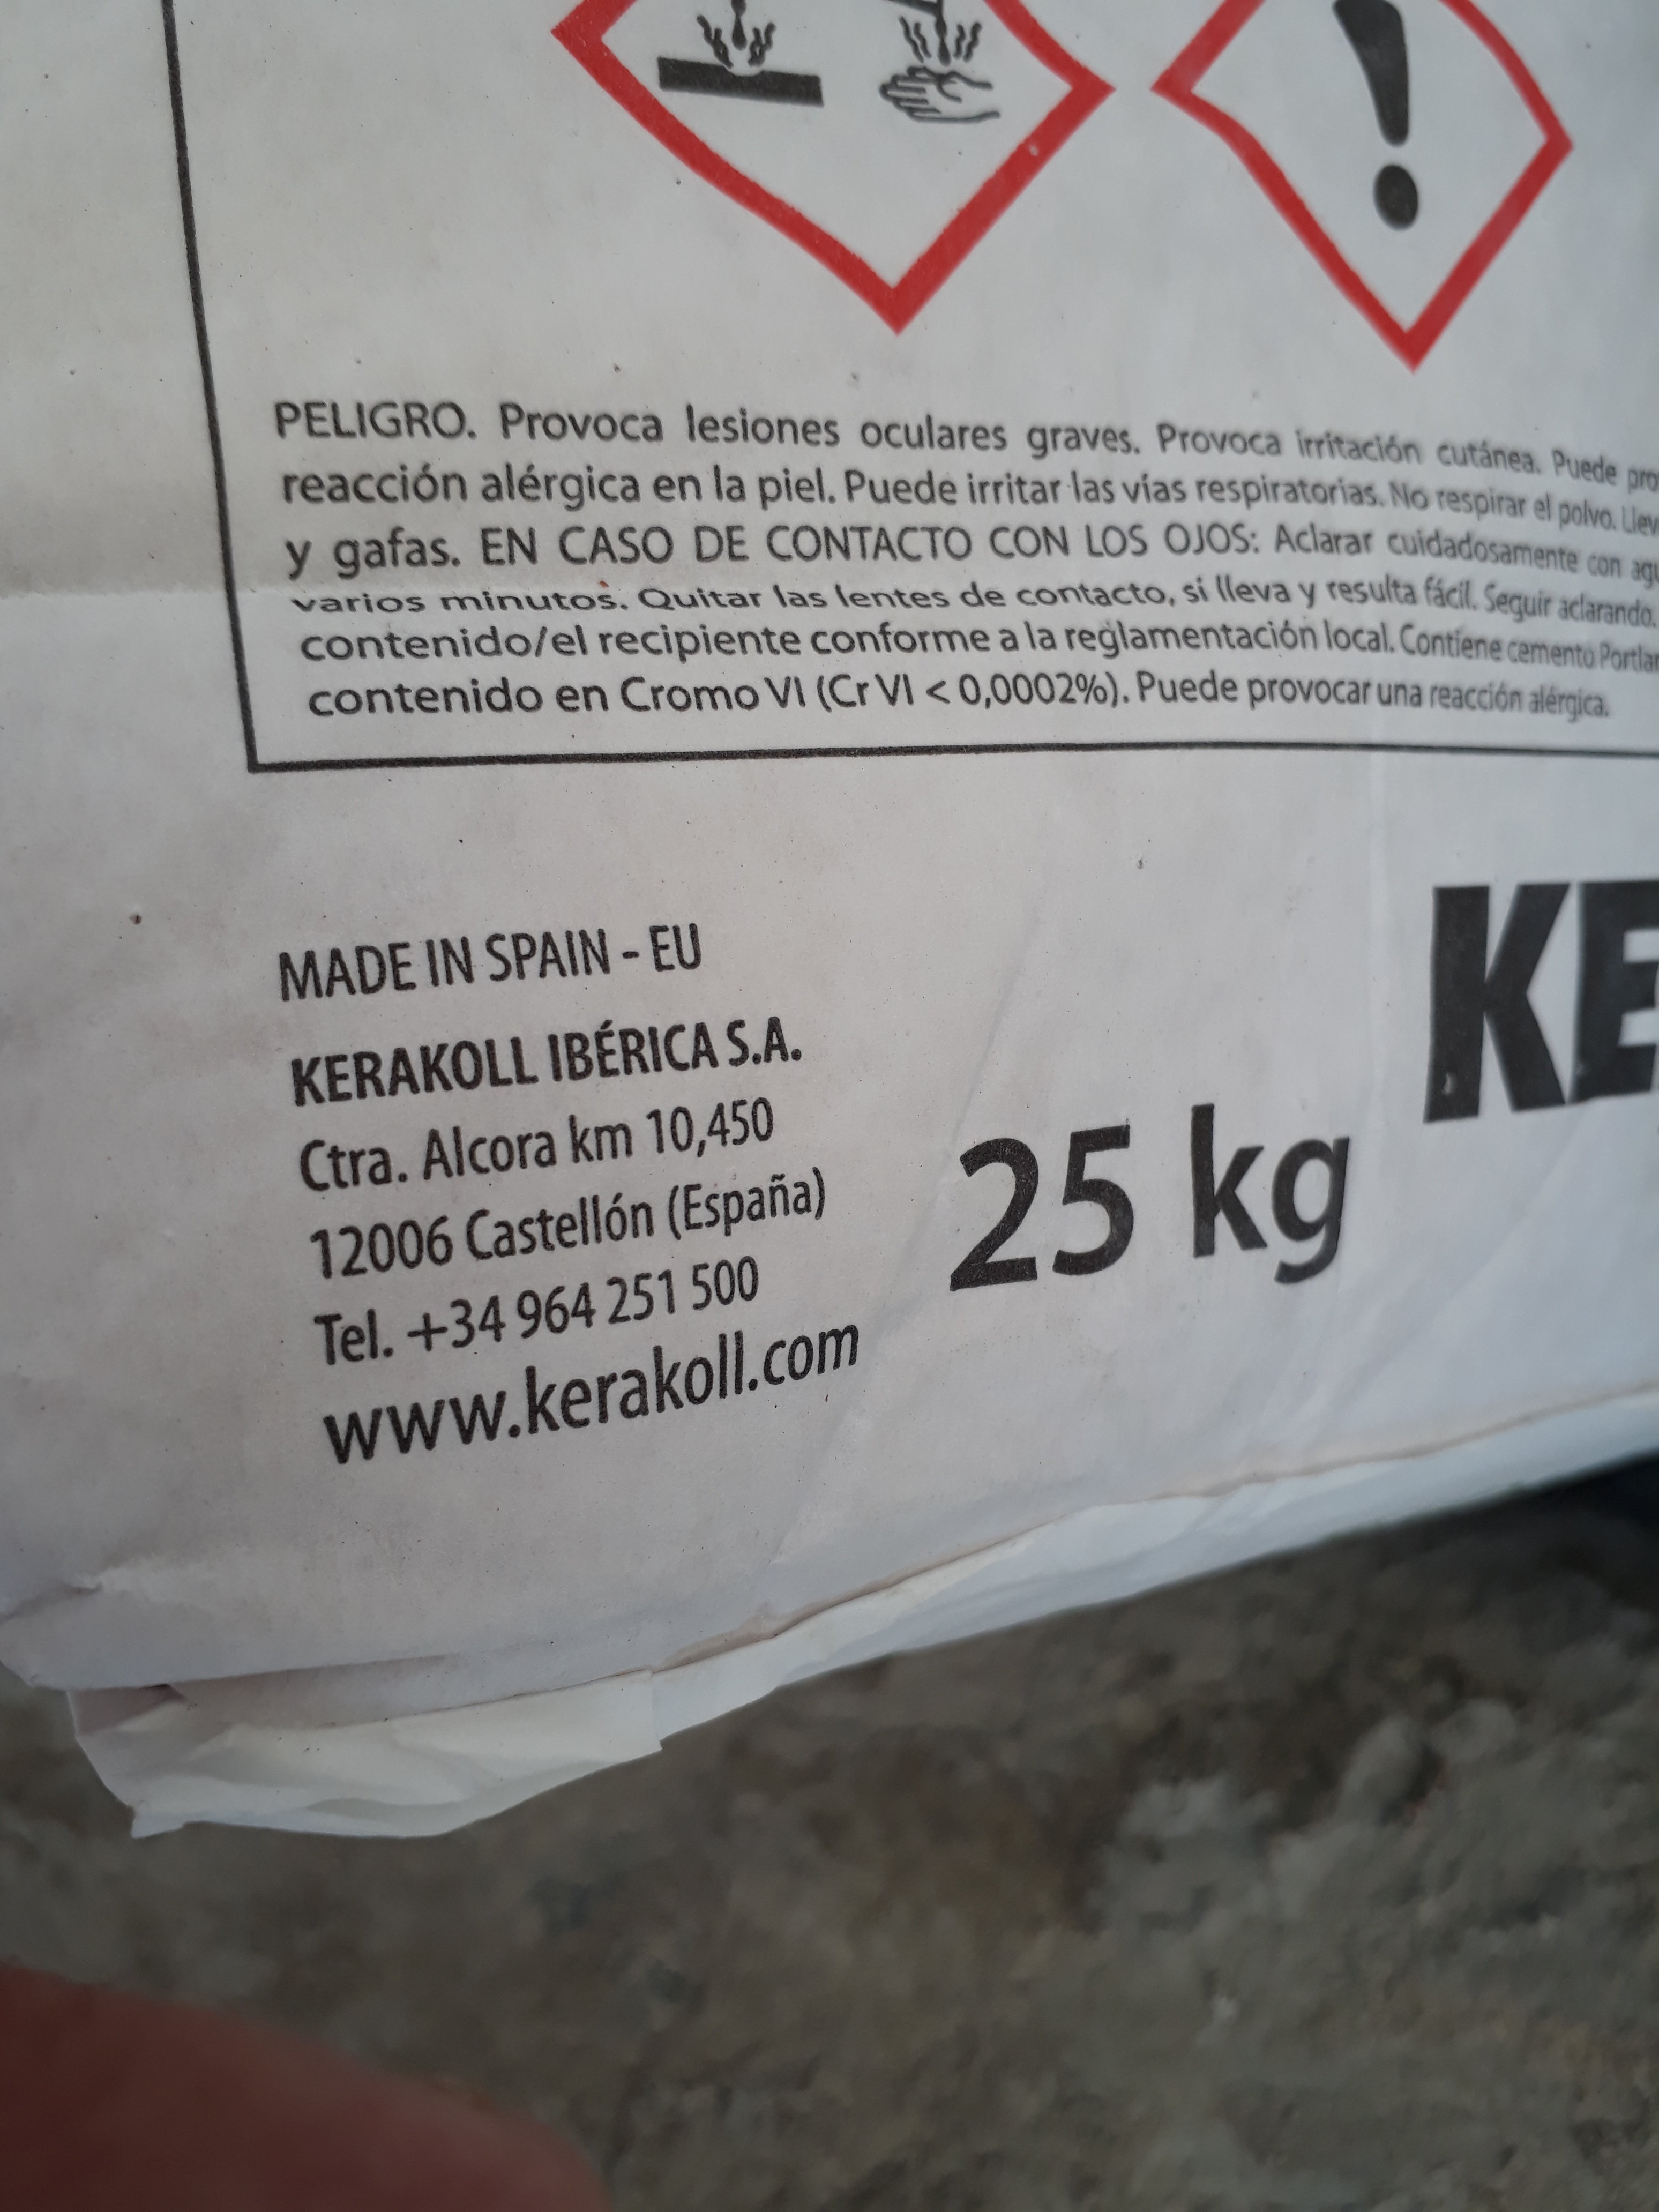 PELIGRO. Provoca lesiones oculares graves. Provoca irritación cutánea. Puede
reacción alérgica en la piel. Puede irritar las vías respiratorias. No respirar el polvo.
y gafas. EN CASO DE CONTACTO CON LOS OJOS: Aclarar cuidadosamente con
varios minutos. Quitar las lentes de contacto, si lleva y resulta fácil. Seguir aclarando.
contenido/el recipiente conforme a la reglamentación local. Contiene cemento
contenido en Cromo VI (Cr VI < 0,0002%). Puede provocar una reacción alérgica.
MADE IN SPAIN - EU
KERAKOLL IBÉRICA S.A.
Ctra. Alcora km 10,450
12006 Castellón (España)
Tel. +34 964 251 500
www.kerakoll.com
25 kg
KE